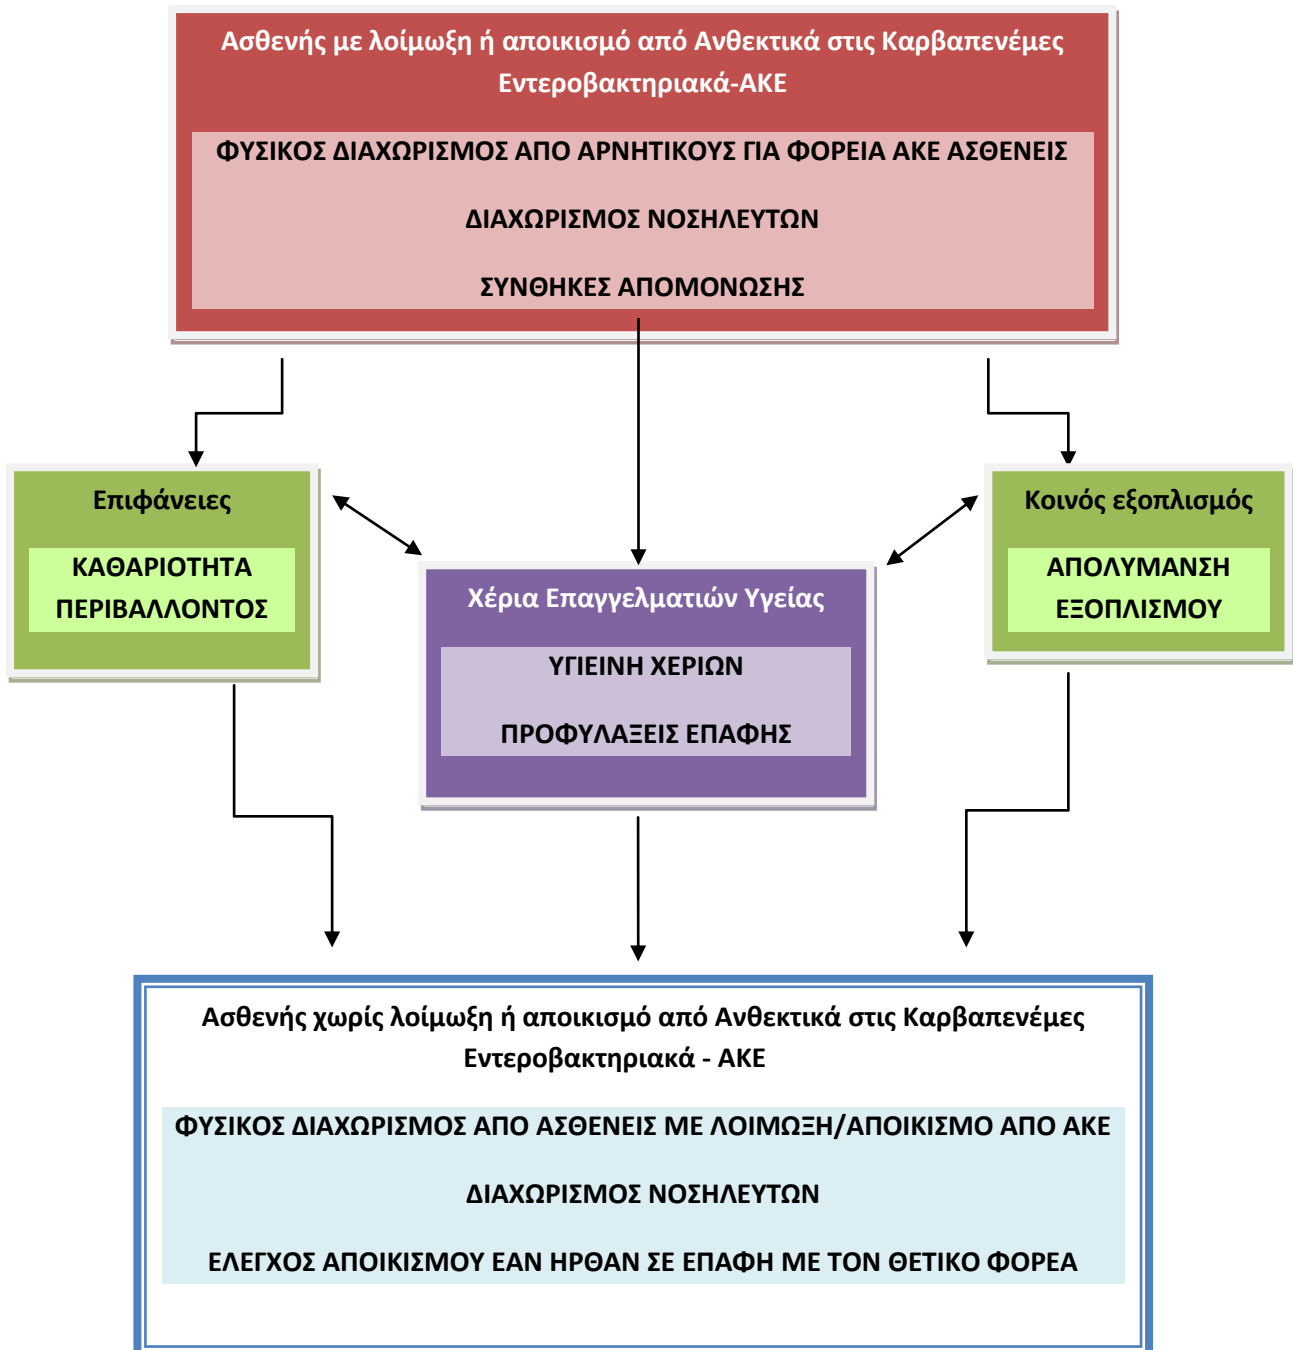 Ασθενής με λοίμωξη ή αποικισμό από Ανθεκτικά στις Καρβαπενέμες
Εντεροβακτηριακά-ΑΚΕ
ΦΥΣΙΚΟΣ ΔΙΑΧΩΡΙΣΜΟΣ ΑΠΟ ΑΡΝΗΤΙΚΟΥΣ ΓΙΑ ΦΟΡΕΙΑ ΑΚΕ ΑΣΘΕΝΕΙΣ
ΔΙΑΧΩΡΙΣΜΟΣ ΝΟΣΗΛΕΥΤΩΝ
ΣΥΝΘΗΚΕΣ ΑΠΟΜΟΝΩΣΗΣ
Επιφάνειες
ΚΑΘΑΡΙΟΤΗΤΑ
ΠΕΡΙΒΑΛΛΟΝΤΟΣ
Χέρια Επαγγελματιών Υγείας
ΥΓΙΕΙΝΗ ΧΕΡΙΩΝ
ΠΡΟΦΥΛΑΞΕΙΣ ΕΠΑΦΗΣ
Κοινός εξοπλισμός
ΑΠΟΛΥΜΑΝΣΗ
ΕΞΟΠΛΙΣΜΟΥ
Ασθενής χωρίς λοίμωξη ή αποικισμό από Ανθεκτικά στις Καρβαπενέμες
Εντεροβακτηριακά - ΑΚΕ
ΦΥΣΙΚΟΣ ΔΙΑΧΩΡΙΣΜΟΣ ΑΠΟ ΑΣΘΕΝΕΙΣ ΜΕ ΛΟΙΜΩΞΗ/ΑΠΟΙΚΙΣΜΟ ΑΠΟ ΑΚΕ
ΔΙΑΧΩΡΙΣΜΟΣ ΝΟΣΗΛΕΥΤΩΝ
ΕΛΕΓΧΟΣ ΑΠΟΙΚΙΣΜΟΥ ΕΑΝ ΗΡΘΑΝ ΣΕ ΕΠΑΦΗ ΜΕ ΤΟΝ ΘΕΤΙΚΟ ΦΟΡΕΑ